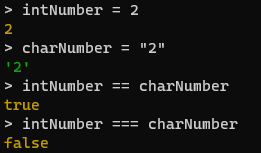 > intNumber = 2
2
> charNumber = "2"
'2'
> intNumber == charNumber
true
> intNumber === charNumber
false